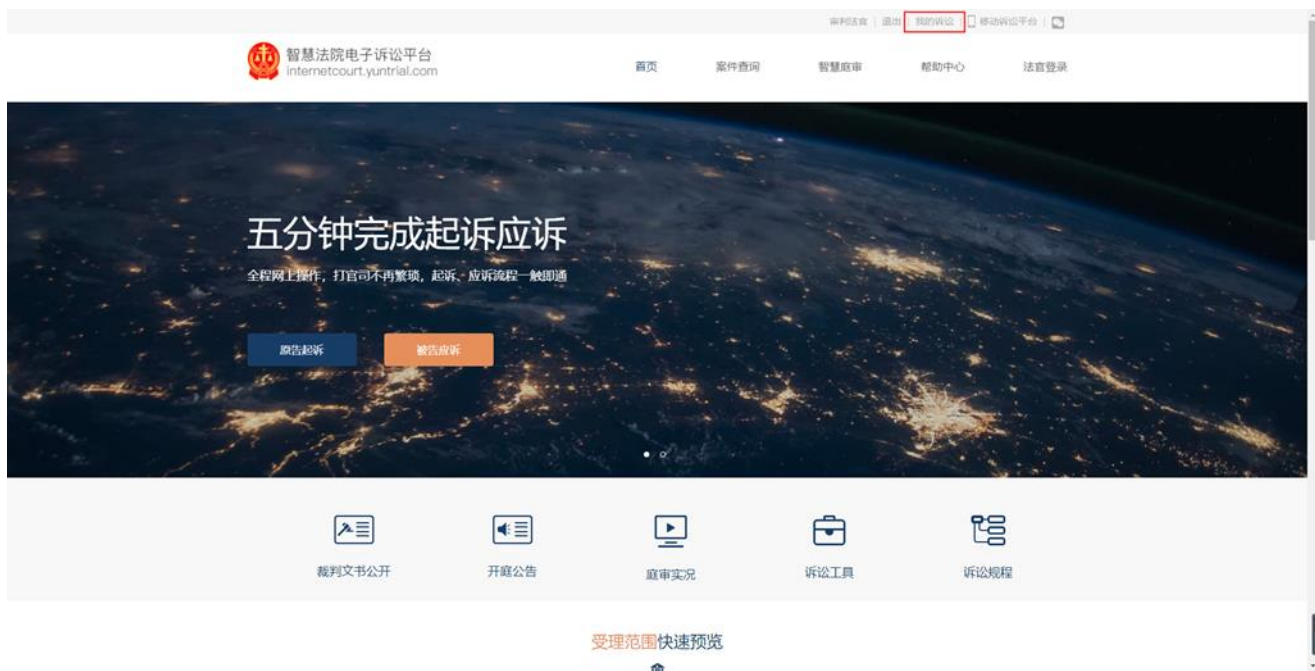 审判法官 | 退出 | 我的诉讼 | 移动诉讼平台 |
智慧法院电子诉讼平台
internetcourt.yuntrial.com
首页 案件查询 智慧庭审 帮助中心 法官登录
五分钟完成起诉应诉
全程网上操作，打官司不再繁琐，起诉、应诉流程一触即通
原告起诉 被告应诉
裁判文书公开 开庭公告 庭审实况 诉讼工具 诉讼规程
受理范围快速预览